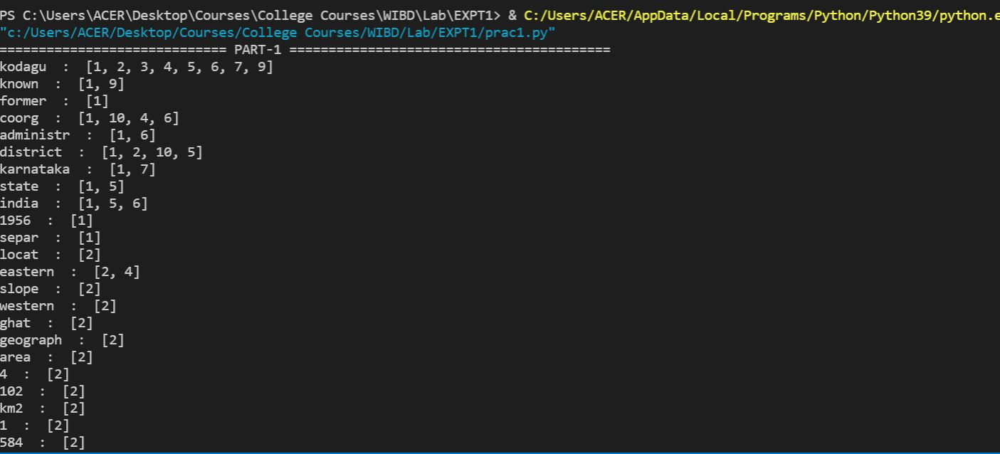 PS C:\Users\ACER\Desktop\Courses\College Courses\WIBD\Lab\EXPT1> & C:/Users/ACER/AppData/Local/Programs/Python/Python39/python.e
"c:/Users/ACER/Desktop/Courses/College Courses/WIBD/Lab/EXPT1/prac1.py"
============================= PART-1 =========================================
kodagu  :  [1, 2, 3, 4, 5, 6, 7, 9]
known  :  [1, 9]
former  :  [1]
coorg  :  [1, 10, 4, 6]
administr  :  [1, 6]
district  :  [1, 2, 10, 5]
karnataka  :  [1, 7]
state  :  [1, 5]
india  :  [1, 5, 6]
1956  :  [1]
separ  :  [1]
locat  :  [2]
eastern  :  [2, 4]
slope  :  [2]
western  :  [2]
ghat  :  [2]
geograph  :  [2]
area  :  [2]
4  :  [2]
102  :  [2]
km2  :  [2]
1  :  [2]
584  :  [2]